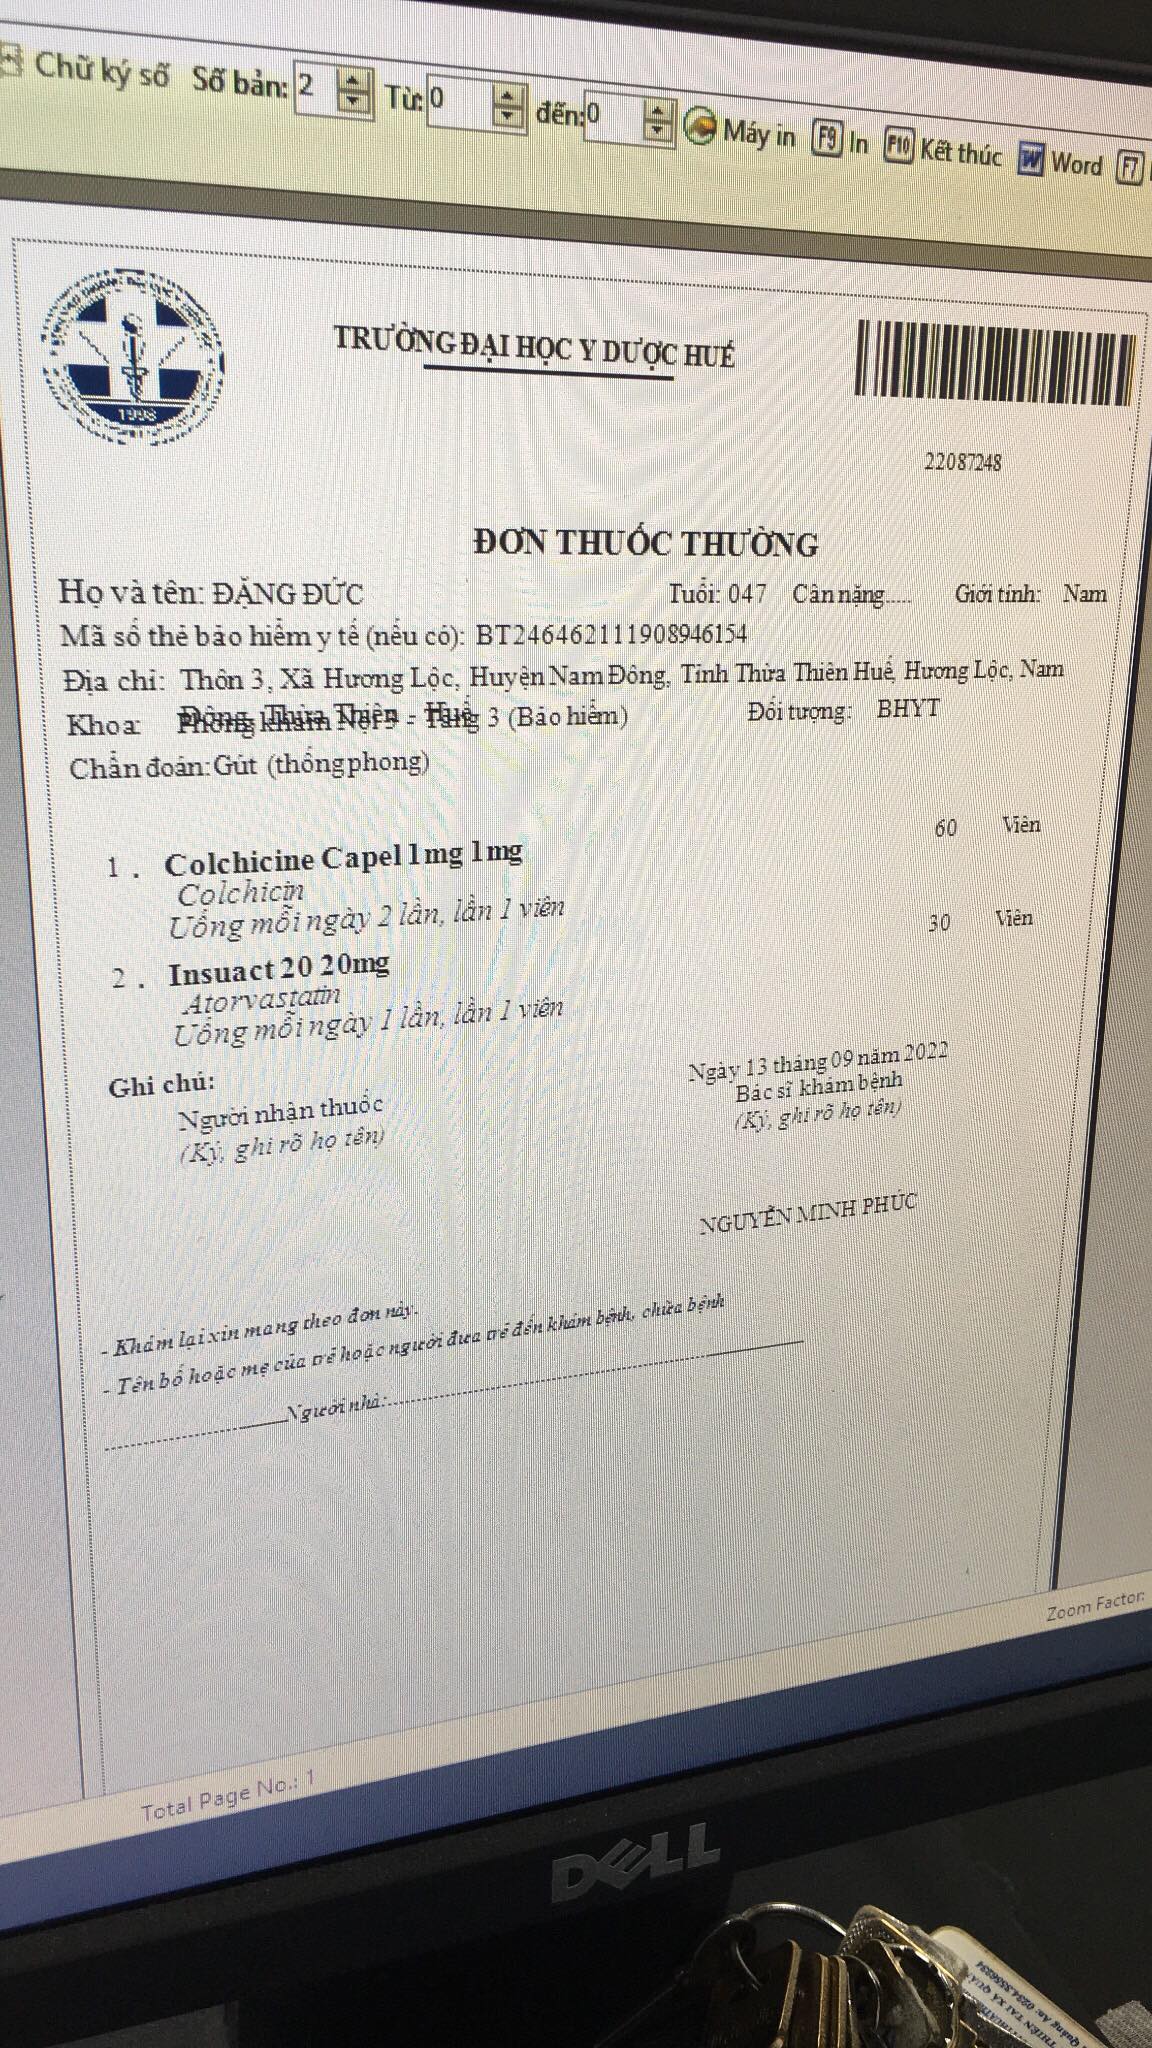 Chữ ký số Số bản: 2 Từ: 0 đến: 0 Máy in F9 In F10 Kết thúc W Word F7
1998
TRƯỜNG ĐẠI HỌC Y DƯỢC HUẾ
22087248
ĐƠN THUỐC THƯỜNG
Họ và tên: ĐẶNG ĐỨC Tuổi: 047 Cân nặng..... Giới tính: Nam
Mã số thẻ bảo hiểm y tế (nếu có): BT246462111908946154
Địa chỉ: Thôn 3, Xã Hương Lộc, Huyện Nam Đông, Tỉnh Thừa Thiên Huế, Hương Lộc, Nam
Đông, Thừa Thiên - Huế
Khoa: Phòng khám Nội - Tầng 3 (Bảo hiểm) Đối tượng: BHYT
Chẩn đoán: Gút (thống phong)
1. Colchicine Capel 1mg 1mg 60 Viên
Colchicin
Uống mỗi ngày 2 lần, lần 1 viên
2. Insuact 20 20mg 30 Viên
Atorvastatin
Uống mỗi ngày 1 lần, lần 1 viên
Ghi chú:
Ngày 13 tháng 09 năm 2022
Người nhận thuốc Bác sĩ khám bệnh
(Ký, ghi rõ họ tên) (Ký, ghi rõ họ tên)
NGUYỄN MINH PHÚC
- Khám lại xin mang theo đơn này.
- Tên bố hoặc mẹ của trẻ hoặc người đưa trẻ đến khám bệnh, chữa bệnh
Người nhà:
Zoom Factor:
Total Page No.: 1
DELL